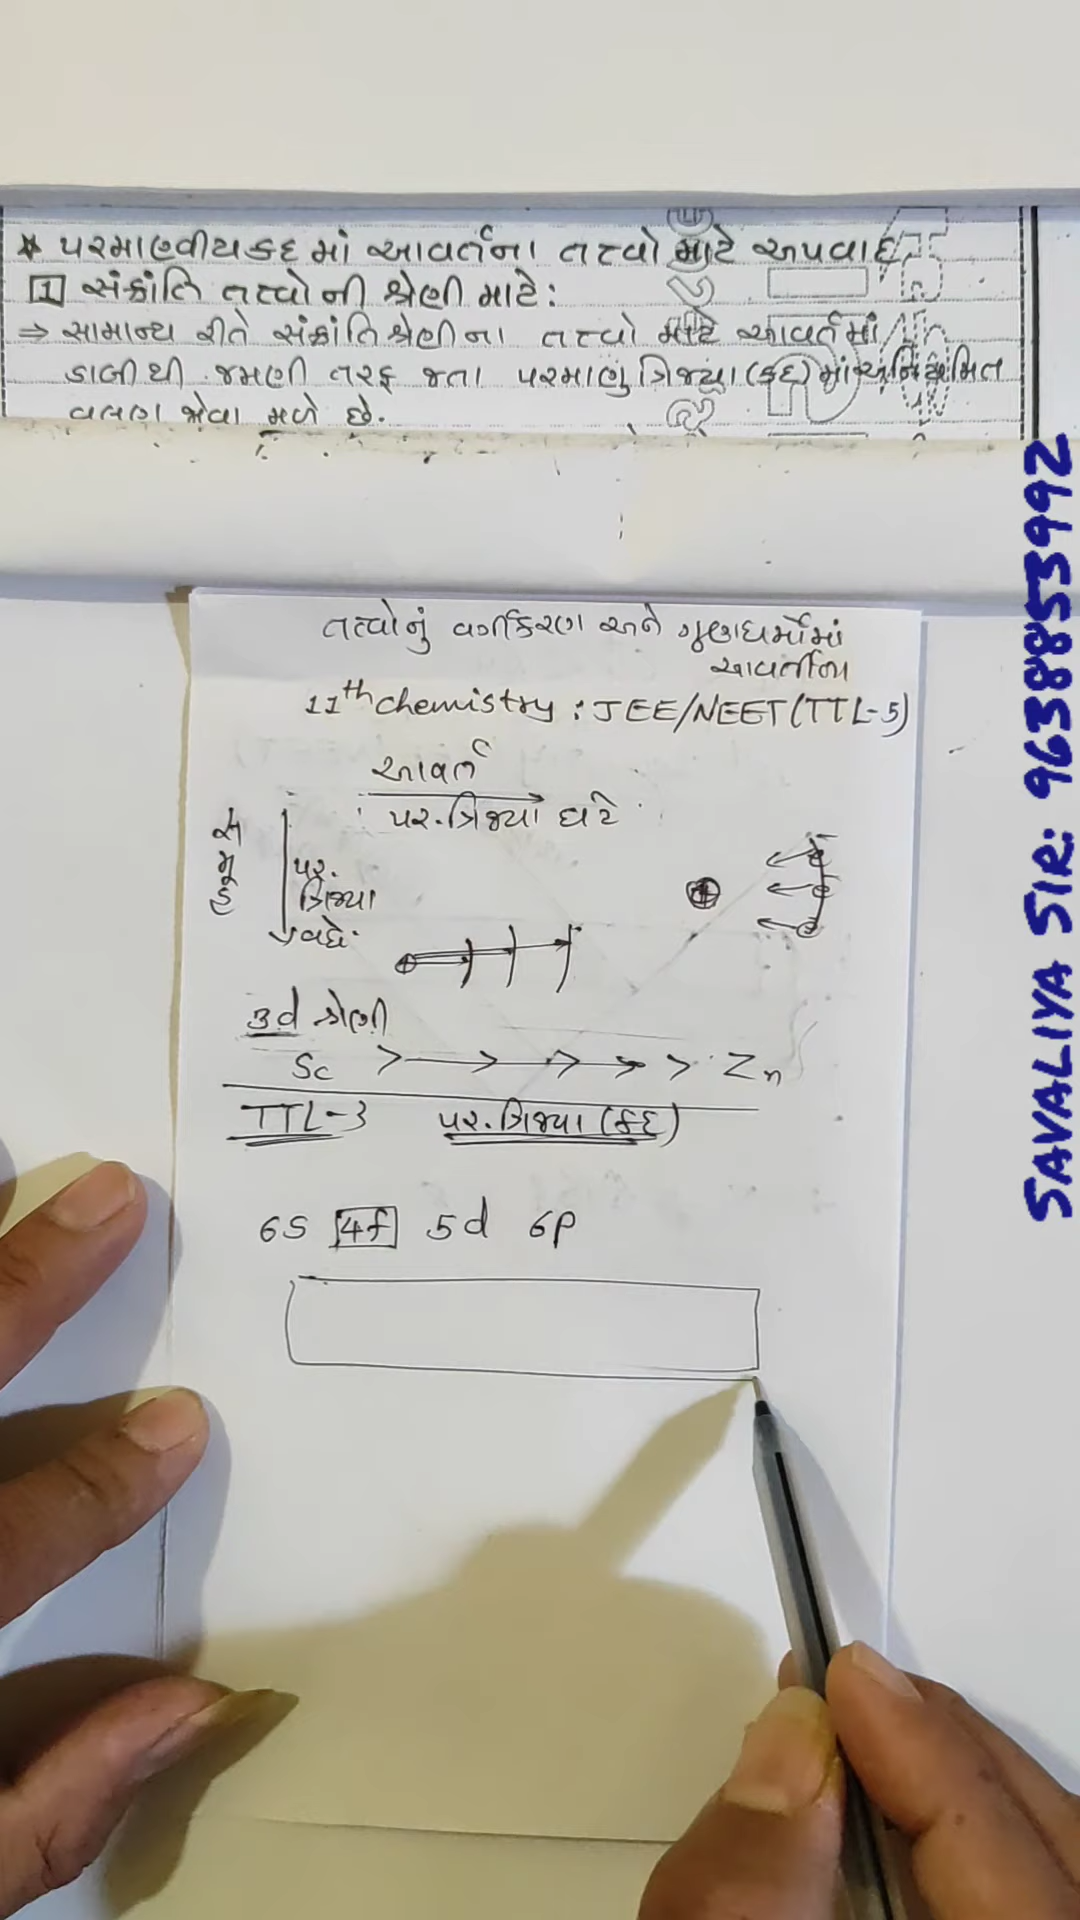 * પરમાણ્વીયકદ માં આવર્તના તત્વો માટે અપવાદ
1 સંક્રાંતિ તત્વોની શ્રેણી માટે:
⇒ સામાન્ય રીતે સંક્રાંતિશ્રેણીના તત્વો માટે આવર્તમાં
ડાબીથી જમણી તરફ જતા પરમાણુ ત્રિજ્યા (કદ) માં અનિયમિત
વલણ જોવા મળે છે.
તત્વોનું વર્ગીકરણ અને ગુણધર્મોમાં
આવર્તીતા
11th chemistry : JEE/NEET (TTL-5)
આવર્ત
પર. ત્રિજ્યા ઘટે
સમૂહ
પર.
ત્રિજ્યા
વધે.
3d શ્રેણી
Sc > > > > > Zn
TTL-3 પર. ત્રિજ્યા (કદ)
6s 4f 5d 6p
SAVALIYA SIR: 9638853992